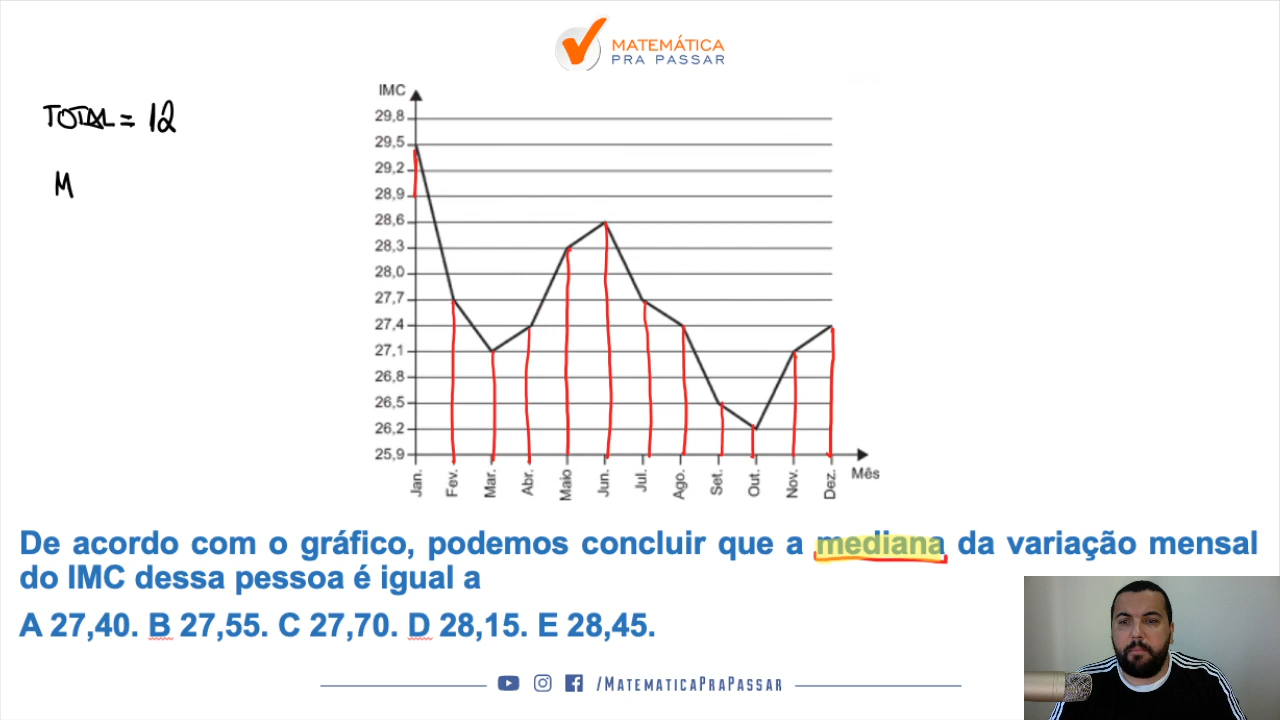 MATEMÁTICA
PRA PASSAR
TOTAL = 12
M
IMC
29,8
29,5
29,2
28,9
28,6
28,3
28,0
27,7
27,4
27,1
26,8
26,5
26,2
25,9
Jan.
Fev.
Mar.
Abr.
Maio
Jun.
Jul.
Ago.
Set.
Out.
Nov.
Dez.
Mês
De acordo com o gráfico, podemos concluir que a mediana da variação mensal
do IMC dessa pessoa é igual a
A 27,40. B 27,55. C 27,70. D 28,15. E 28,45.
/MATEMATICAPRAPASSAR